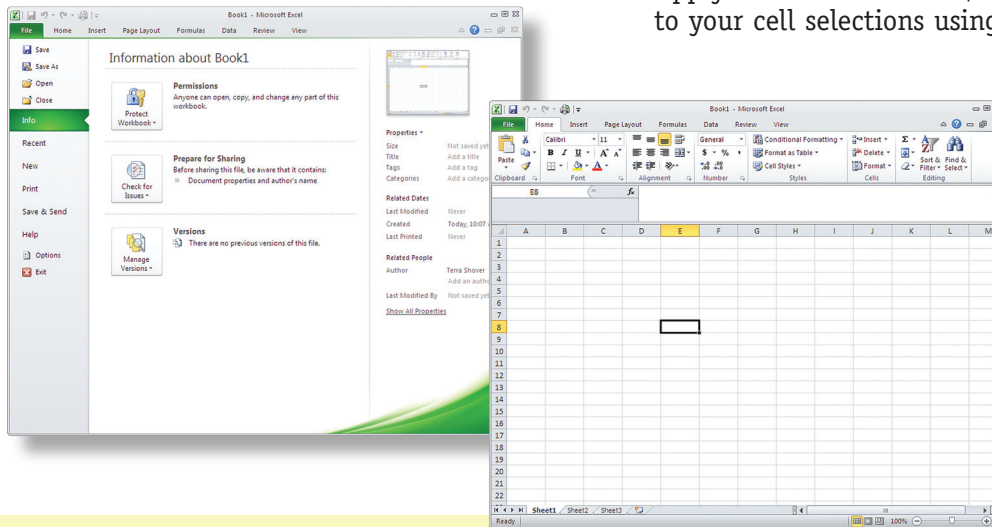 to your cell selections using
Book1 - Microsoft Excel
File Home Insert Page Layout Formulas Data Review View
Save
Save As
Open
Close
Info
Recent
New
Print
Save & Send
Help
Options
Exit
Information about Book1
Protect
Workbook
Permissions
Anyone can open, copy, and change any part of this
workbook.
Check for
Issues
Prepare for Sharing
Before sharing this file, be aware that it contains:
Document properties and author's name
Manage
Versions
Versions
There are no previous versions of this file.
Properties
Size Not saved yet
Title Add a title
Tags Add a tag
Categories Add a
Related Dates
Last Modified Never
Created Today, 10:07
Last Printed Never
Related People
Author Terra Shover
Add an
Last Modified By Not saved yet
Show All Properties
Book1 - Microsoft Excel
File Home Insert Page Layout Formulas Data Review View
Paste
Calibri 11
B I U A A A
General
$ % , .0 .00 .00 .0
Conditional Formatting
Format as Table
Cell Styles
Insert
Delete
Format
Σ
Sort & Filter
Find & Select
Clipboard Font Alignment Number Styles Cells Editing
E8 fx
A B C D E F G H I J K L M
1
2
3
4
5
6
7
8
9
10
11
12
13
14
15
16
17
18
19
20
21
22
Sheet1 Sheet2 Sheet3
Ready 100%